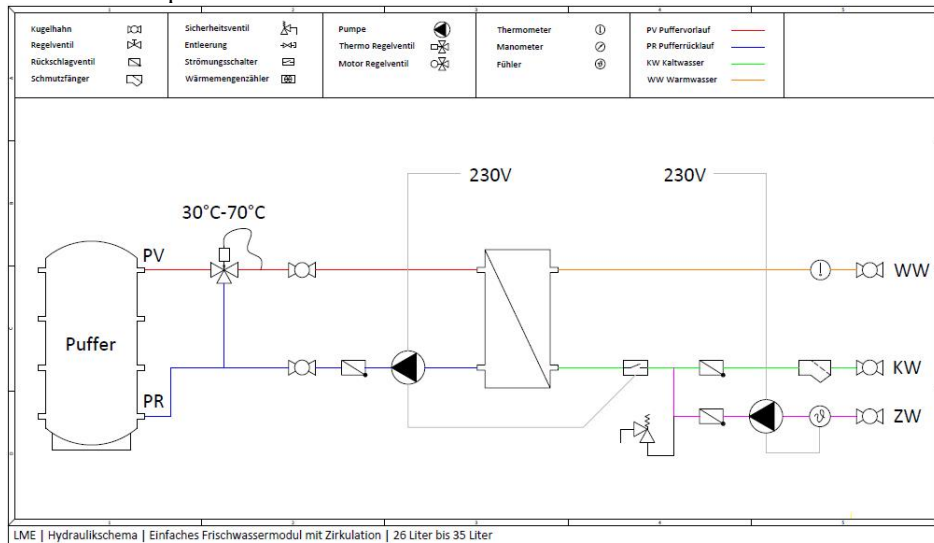 Kugelhahn
Regelventil
Rückschlagventil
Schmutzfänger
Sicherheitsventil
Entleerung
Strömungsschalter
Wärmemengenzähler
Pumpe
Thermo Regelventil
Motor Regelventil
Thermometer
Manometer
Fühler
PV Puffervorlauf
PR Pufferrücklauf
KW Kaltwasser
WW Warmwasser
230V 230V
30°C-70°C
PV
WW
Puffer
KW
PR
ZW
LME | Hydraulikschema | Einfaches Frischwassermodul mit Zirkulation | 26 Liter bis 35 Liter